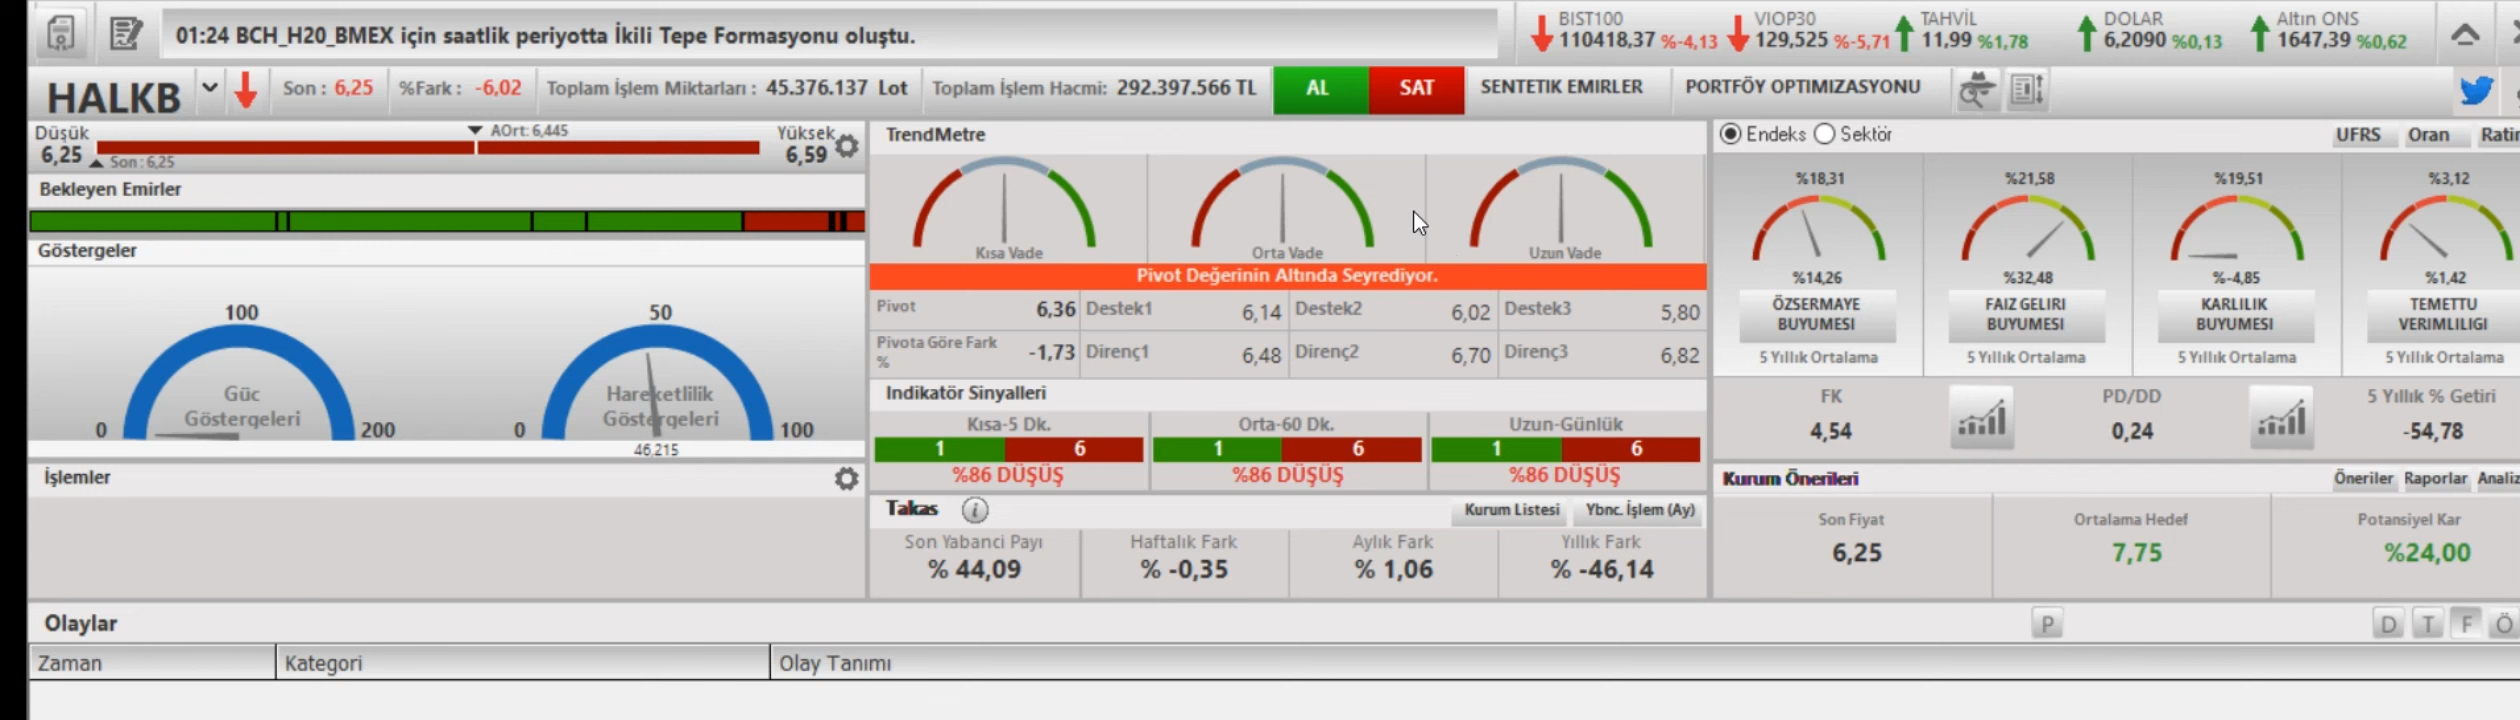 01:24 BCH_H20_BMEX için saatlik periyotta İkili Tepe Formasyonu oluştu.
BIST100
110418,37 %-4,13
VIOP30
129,525 %-5,71
TAHVİL
11,99 %1,78
DOLAR
6,2090 %0,13
Altın ONS
1647,39 %0,62
HALKB
Son : 6,25
%Fark : -6,02
Toplam İşlem Miktarları : 45.376.137 Lot
Toplam İşlem Hacmi: 292.397.566 TL
AL
SAT
SENTETIK EMIRLER
PORTFÖY OPTIMIZASYONU
Düşük
6,25
AOrt: 6,445
Son : 6,25
Yüksek
6,59
Bekleyen Emirler
Göstergeler
100
0
200
Güç
Göstergeleri
50
0
100
Hareketlilik
Göstergeleri
46,215
İşlemler
TrendMetre
Kısa Vade
Orta Vade
Uzun Vade
Pivot Değerinin Altında Seyrediyor.
Pivot 6,36 Destek1 6,14 Destek2 6,02 Destek3 5,80
Pivota Göre Fark
% -1,73 Direnç1 6,48 Direnç2 6,70 Direnç3 6,82
Indikatör Sinyalleri
Kısa-5 Dk.
1 6
%86 DÜŞÜŞ
Orta-60 Dk.
1 6
%86 DÜŞÜŞ
Uzun-Günlük
1 6
%86 DÜŞÜŞ
Takas
Kurum Listesi
Ybnc. İşlem (Ay)
Son Yabanci Payı
% 44,09
Haftalık Fark
% -0,35
Aylık Fark
% 1,06
Yıllık Fark
% -46,14
Endeks
Sektör
UFRS
Oran
%18,31
%14,26
ÖZSERMAYE
BUYUMESI
5 Yıllık Ortalama
%21,58
%32,48
FAIZ GELIRI
BUYUMESI
5 Yıllık Ortalama
%19,51
%-4,85
KARLILIK
BUYUMESI
5 Yıllık Ortalama
%3,12
%1,42
TEMETTU
VERIMLILIGI
5 Yıllık Ortalama
FK
4,54
PD/DD
0,24
5 Yıllık % Getiri
-54,78
Kurum Önerileri
Öneriler
Raporlar
Analiz
Son Fiyat
6,25
Ortalama Hedef
7,75
Potansiyel Kar
%24,00
Olaylar
P
D
T
F
Ö
Zaman
Kategori
Olay Tanımı